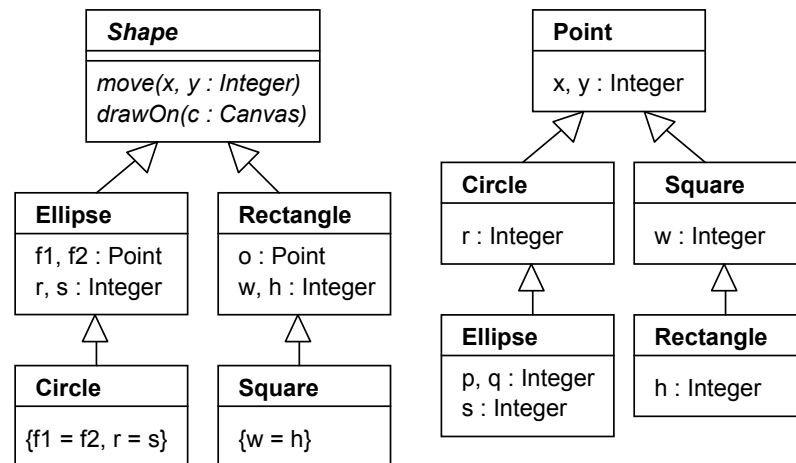 Shape
move(x, y : Integer)
drawOn(c : Canvas)
Ellipse
f1, f2 : Point
r, s : Integer
Rectangle
o : Point
w, h : Integer
Circle
{f1 = f2, r = s}
Square
{w = h}
Point
x, y : Integer
Circle
r : Integer
Square
w : Integer
Ellipse
p, q : Integer
s : Integer
Rectangle
h : Integer